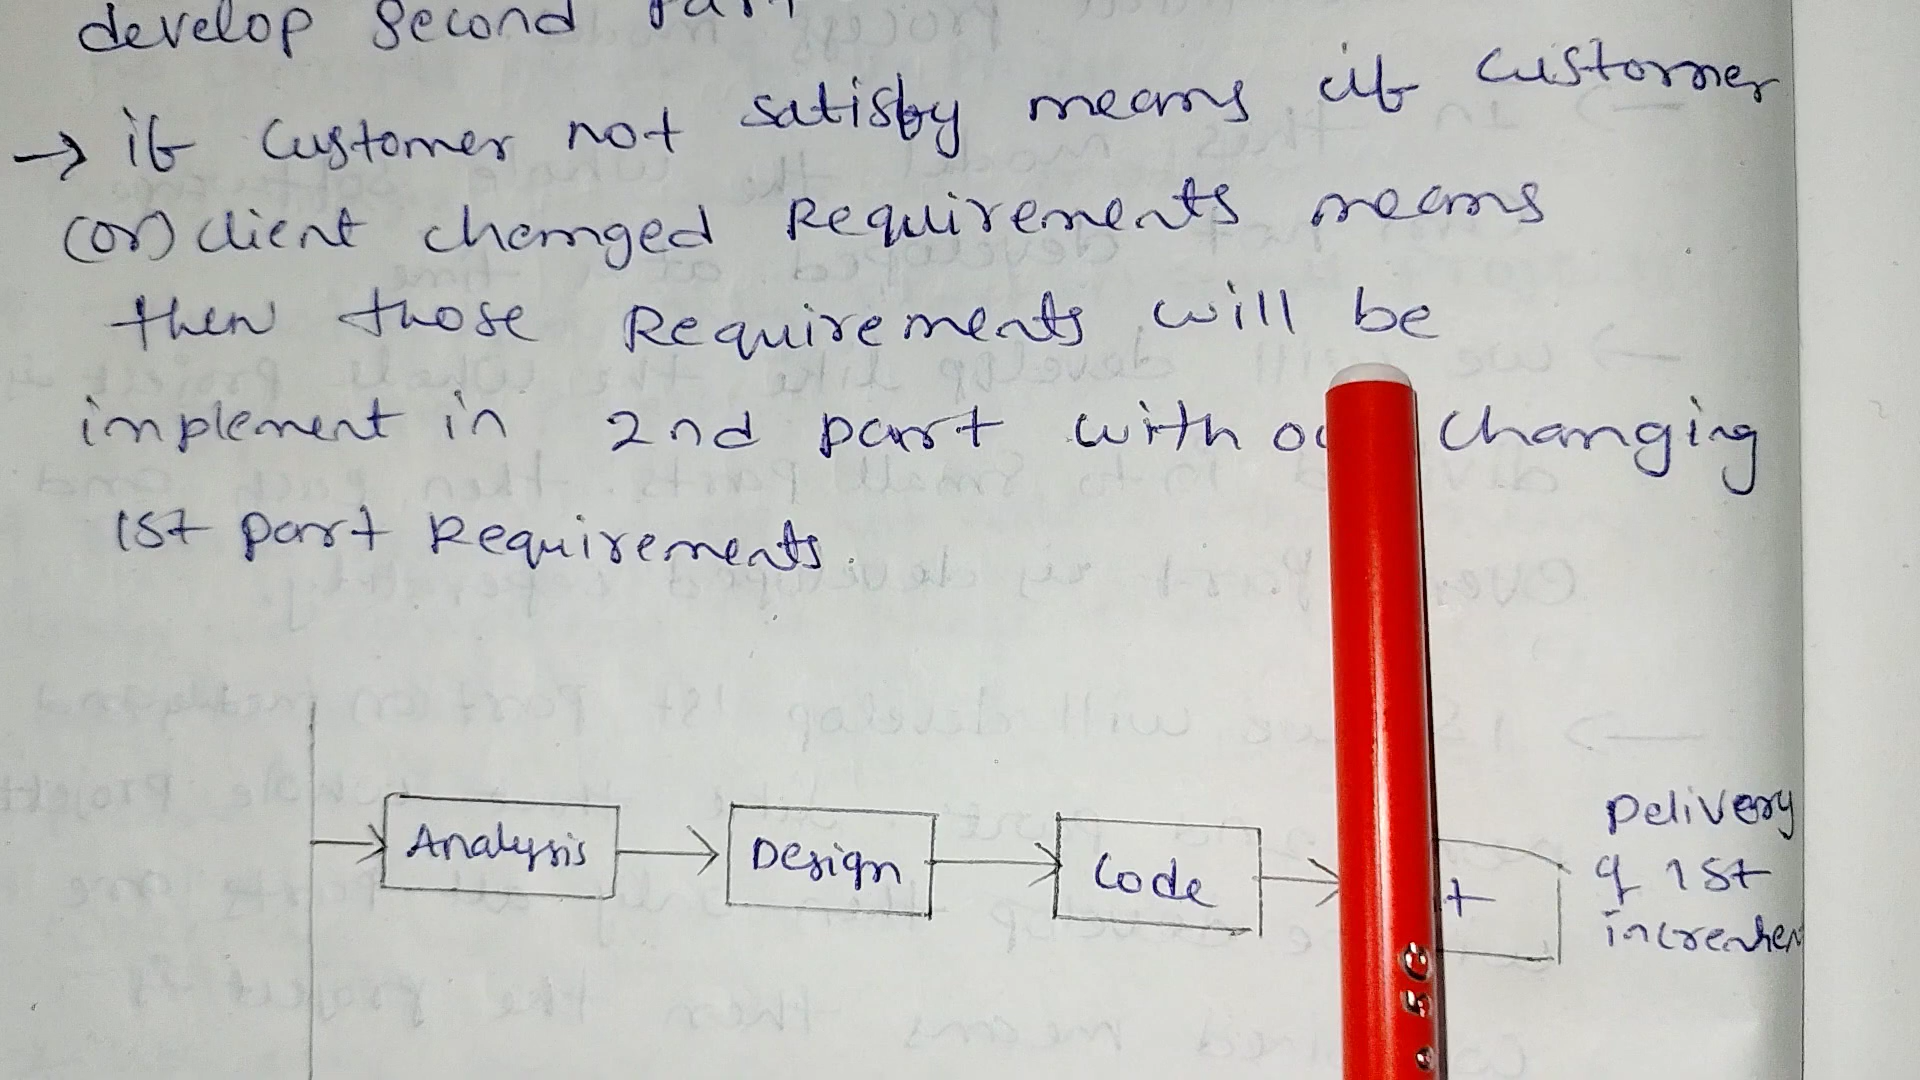 develop second
→ if customer not satisfy means if customer
(or) client changed Requirements means
then those Requirements will be
implement in 2nd part with changing
1st part Requirements.
Analysis Design Code Delivery
of 1st